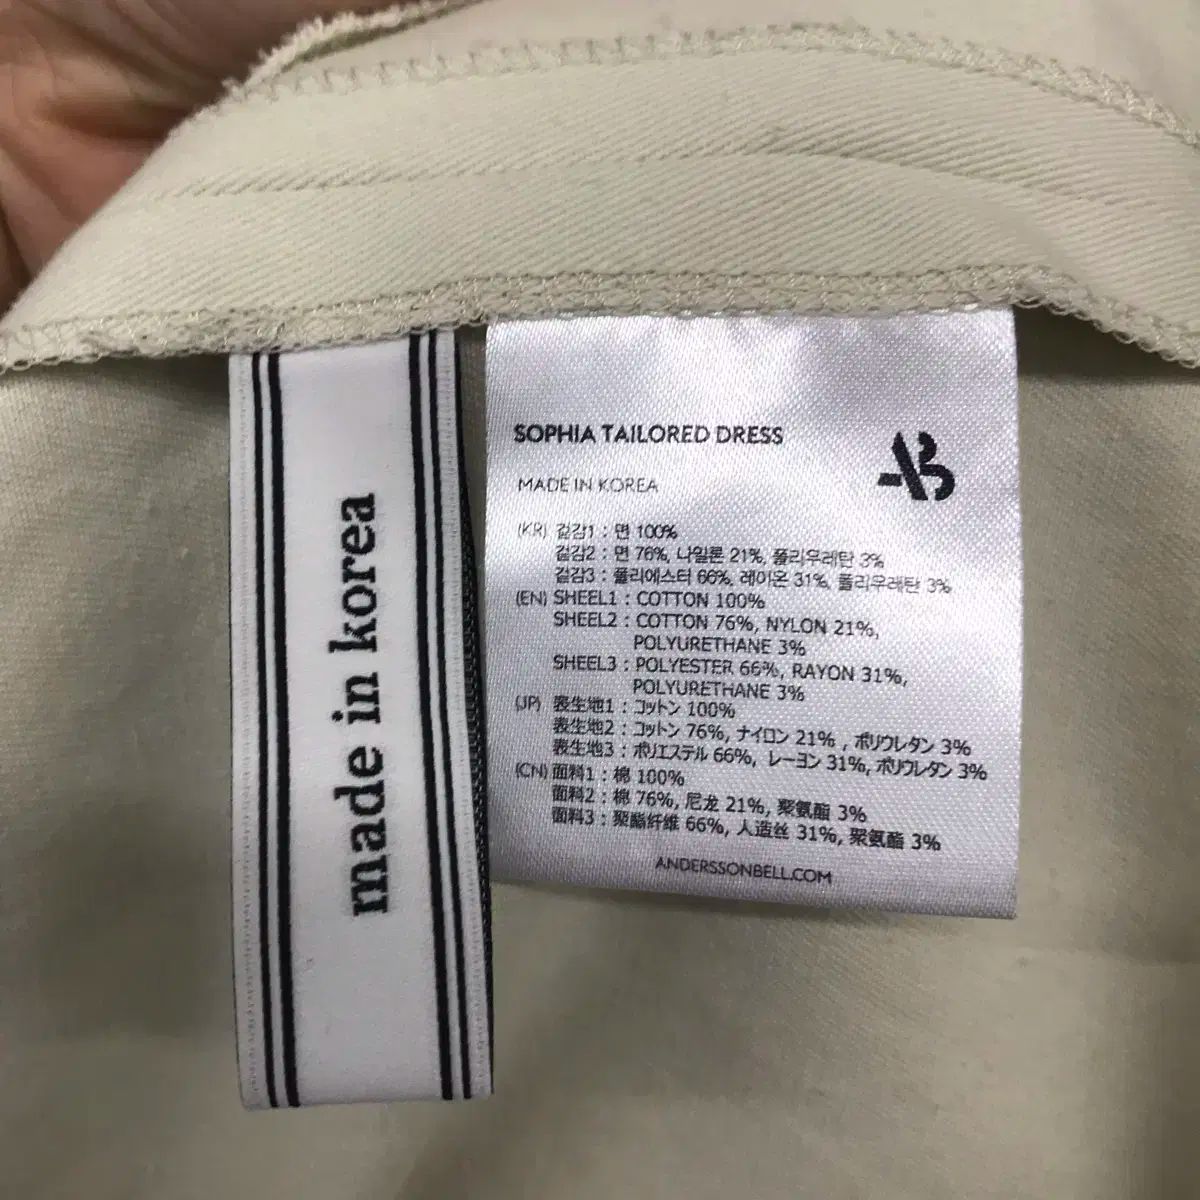 made in korea
SOPHIA TAILORED DRESS
AB
MADE IN KOREA
(KR) 겉감1 : 면 100%
겉감2 : 면 76%, 나일론 21%, 폴리우레탄 3%
겉감3 : 폴리에스터 66%, 레이온 31%, 폴리우레탄 3%
(EN) SHEEL1 : COTTON 100%
SHEEL2 : COTTON 76%, NYLON 21%,
POLYURETHANE 3%
SHEEL3 : POLYESTER 66%, RAYON 31%,
POLYURETHANE 3%
(JP) 表生地1 : コットン 100%
表生地2 : コットン 76%, ナイロン 21% , ポリウレタン 3%
表生地3 : ポリエステル 66%, レーヨン 31%, ポリウレタン 3%
(CN) 面料1 : 棉 100%
面料2 : 棉 76%, 尼龙 21%, 聚氨酯 3%
面料3 : 聚酯纤维 66%, 人造丝 31%, 聚氨酯 3%
ANDERSSONBELL.COM